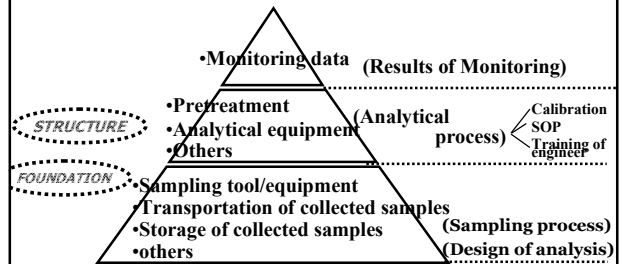 •Monitoring data
(Results of Monitoring)
•Pretreatment
•Analytical equipment
•Others
(Analytical
process)
Calibration
SOP
Training of
engineer
STRUCTURE
FOUNDATION
•Sampling tool/equipment
•Transportation of collected samples
•Storage of collected samples
•others
(Sampling process)
(Design of analysis)